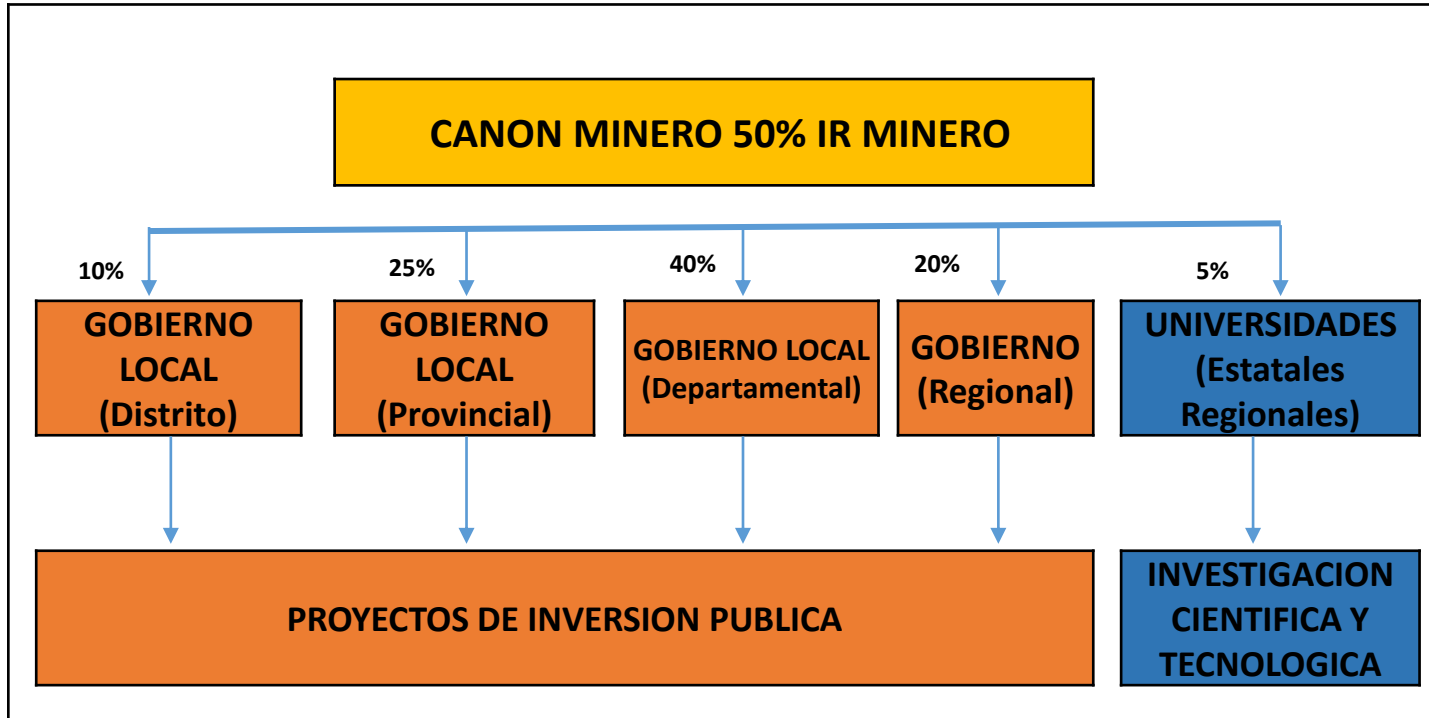 CANON MINERO 50% IR MINERO
10%
25%
40%
20%
5%
GOBIERNO
LOCAL
(Distrito)
GOBIERNO
LOCAL
(Provincial)
GOBIERNO LOCAL
(Departamental)
GOBIERNO
(Regional)
UNIVERSIDADES
(Estatales
Regionales)
PROYECTOS DE INVERSION PUBLICA
INVESTIGACION
CIENTIFICA Y
TECNOLOGICA